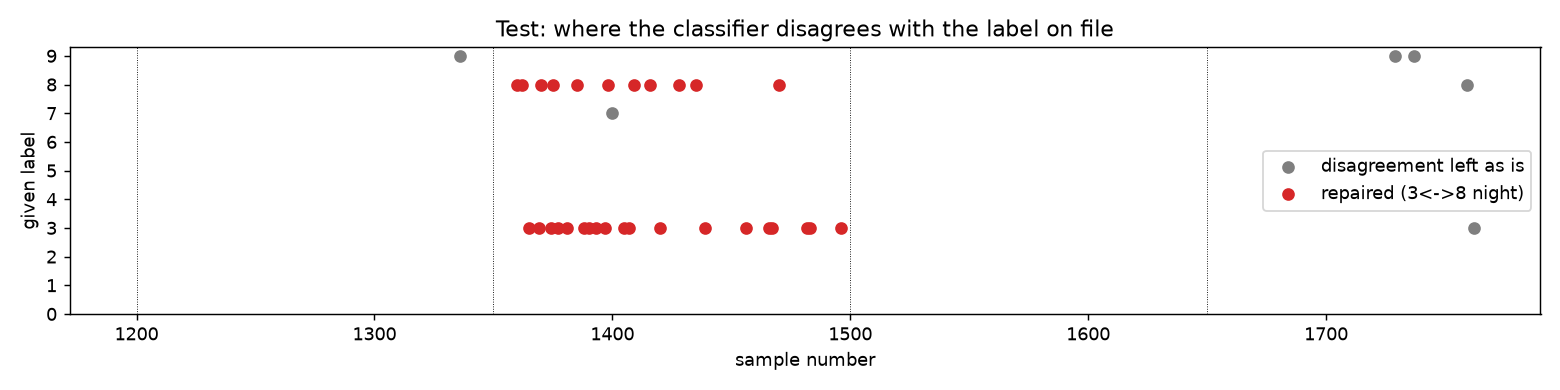 Test: where the classifier disagrees with the label on file
9
8
7
6
5
4
3
2
1
0
given label
disagreement left as is
repaired (3<->8 night)
1200 1300 1400 1500 1600 1700
sample number